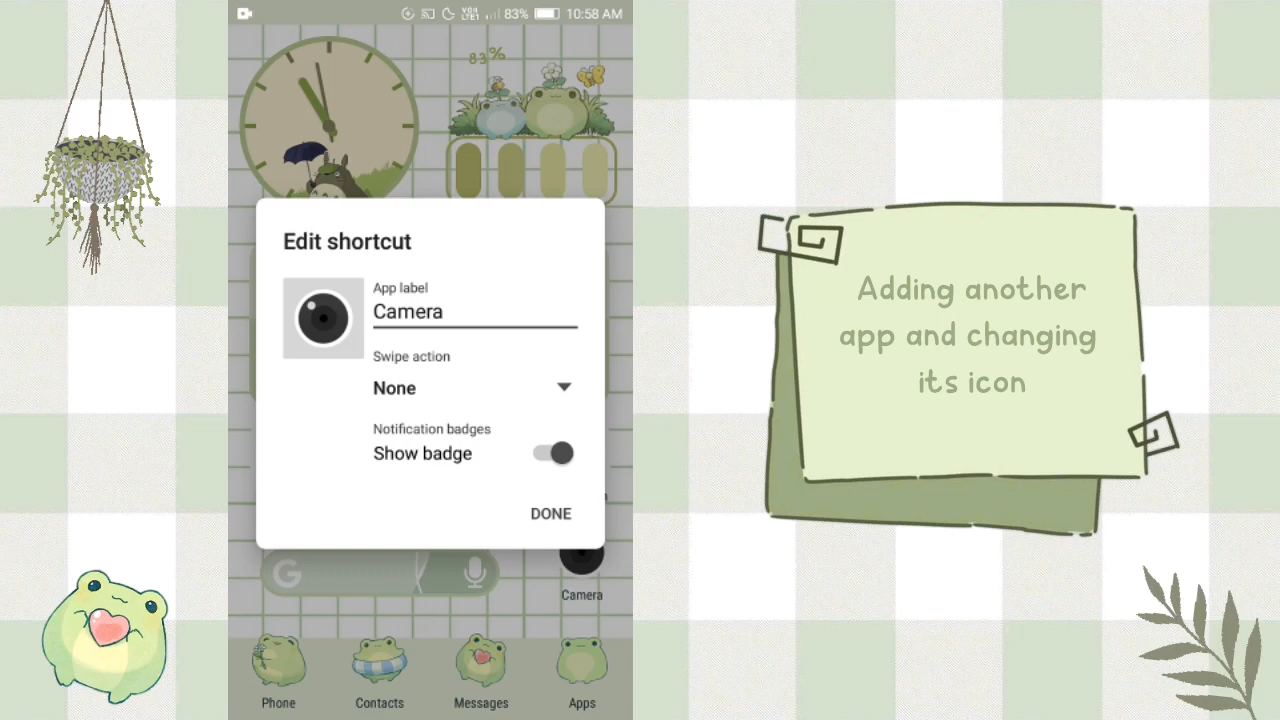 VoLTE1 83% 10:58 AM
83%
Edit shortcut
App label
Camera
Swipe action
None
Notification badges
Show badge
DONE
G
Camera
Phone Contacts Messages Apps
Adding another
app and changing
its icon